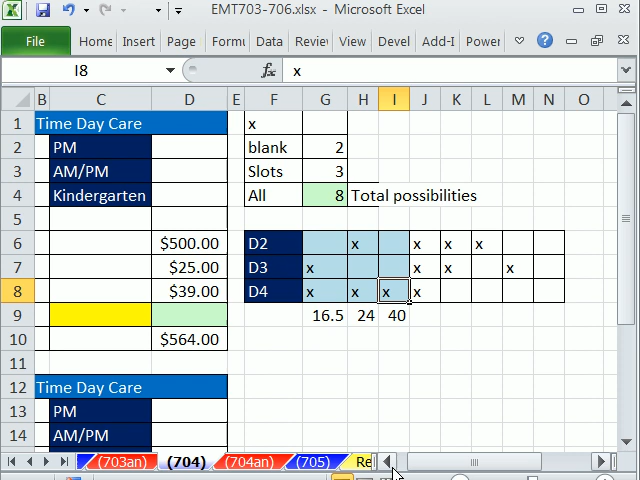 EMT703-706.xlsx - Microsoft Excel
File Home Insert Page Formu Data Review View Devel Add-I Power
I8 fx x
B C D E F G H I J K L M N O
1 Time Day Care x
2 PM blank 2
3 AM/PM Slots 3
4 Kindergarten All 8 Total possibilities
5
6 $500.00 D2 x x x x
7 $25.00 D3 x x x x
8 $39.00 D4 x x x x
9 16.5 24 40
10 $564.00
11
12 Time Day Care
13 PM
14 AM/PM
(703an) (704) (704an) (705) Re